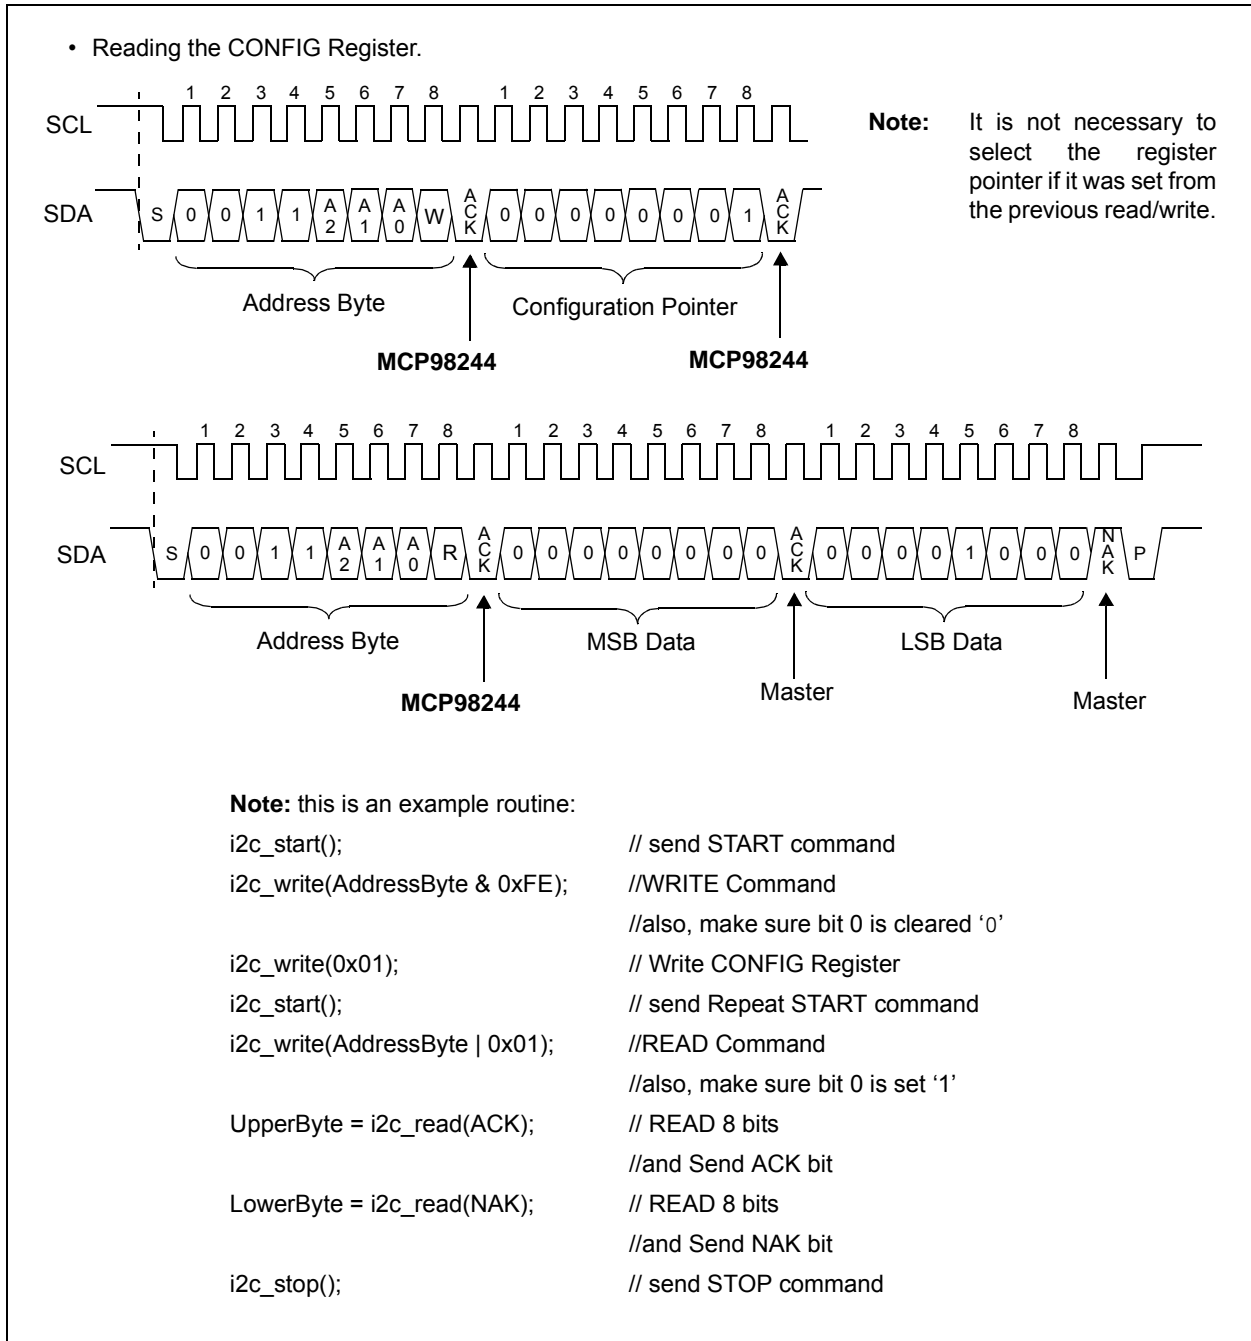 • Reading the CONFIG Register.
1 2 3 4 5 6 7 8 1 2 3 4 5 6 7 8
SCL
Note: It is not necessary to
select the register
pointer if it was set from
the previous read/write.
SDA S 0 0 1 1 A2 A1 A0 W ACK 0 0 0 0 0 0 0 1 ACK
Address Byte Configuration Pointer
MCP98244 MCP98244
1 2 3 4 5 6 7 8 1 2 3 4 5 6 7 8 1 2 3 4 5 6 7 8
SCL
SDA S 0 0 1 1 A2 A1 A0 R ACK 0 0 0 0 0 0 0 0 ACK 0 0 0 0 1 0 0 0 NAK P
Address Byte MSB Data LSB Data
MCP98244 Master Master
Note: this is an example routine:
i2c_start(); // send START command
i2c_write(AddressByte & 0xFE); //WRITE Command
//also, make sure bit 0 is cleared ‘0’
i2c_write(0x01); // Write CONFIG Register
i2c_start(); // send Repeat START command
i2c_write(AddressByte | 0x01); //READ Command
//also, make sure bit 0 is set ‘1’
UpperByte = i2c_read(ACK); // READ 8 bits
//and Send ACK bit
LowerByte = i2c_read(NAK); // READ 8 bits
//and Send NAK bit
i2c_stop(); // send STOP command